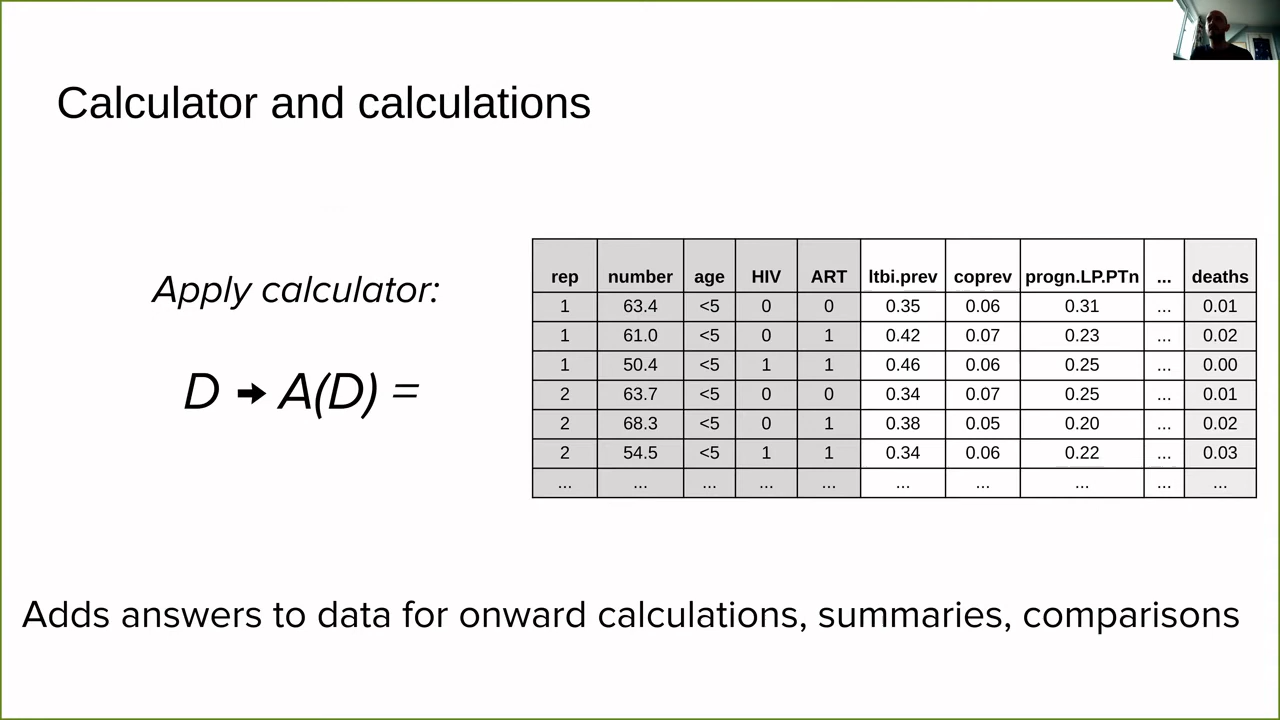 Calculator and calculations
Apply calculator:
D → A(D) =
rep number age HIV ART ltbi.prev coprev progn.LP.PTn ... deaths
1 63.4 <5 0 0 0.35 0.06 0.31 ... 0.01
1 61.0 <5 0 1 0.42 0.07 0.23 ... 0.02
1 50.4 <5 1 1 0.46 0.06 0.25 ... 0.00
2 63.7 <5 0 0 0.34 0.07 0.25 ... 0.01
2 68.3 <5 0 1 0.38 0.05 0.20 ... 0.02
2 54.5 <5 1 1 0.34 0.06 0.22 ... 0.03
... ... ... ... ... ... ... ... ... ...
Adds answers to data for onward calculations, summaries, comparisons